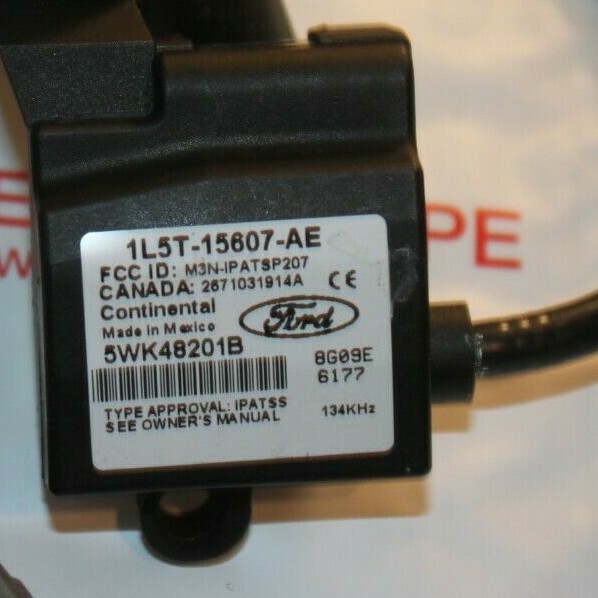 1L5T-15607-AE
FCC ID: M3N-IPATSP207
CANADA: 2671031914A
CE
Continental
Made in Mexico
Ford
5WK48201B
8G09E
6177
TYPE APPROVAL: IPATSS
134KHz
SEE OWNER'S MANUAL
PE
E
w